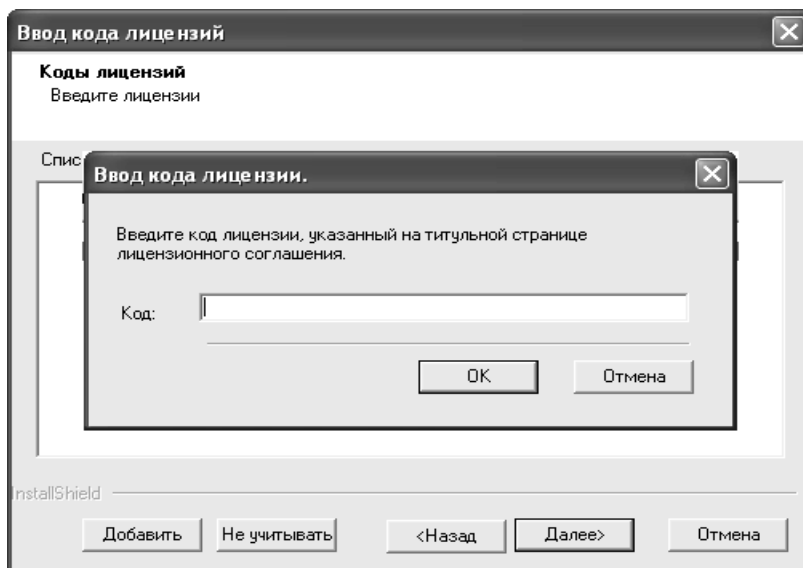 Ввод кода лицензий
Коды лицензий
Введите лицензии
Спис
Ввод кода лицензии.
Введите код лицензии, указанный на титульной странице
лицензионного соглашения.
Код:
OK Отмена
InstallShield
Добавить Не учитывать <Назад Далее> Отмена